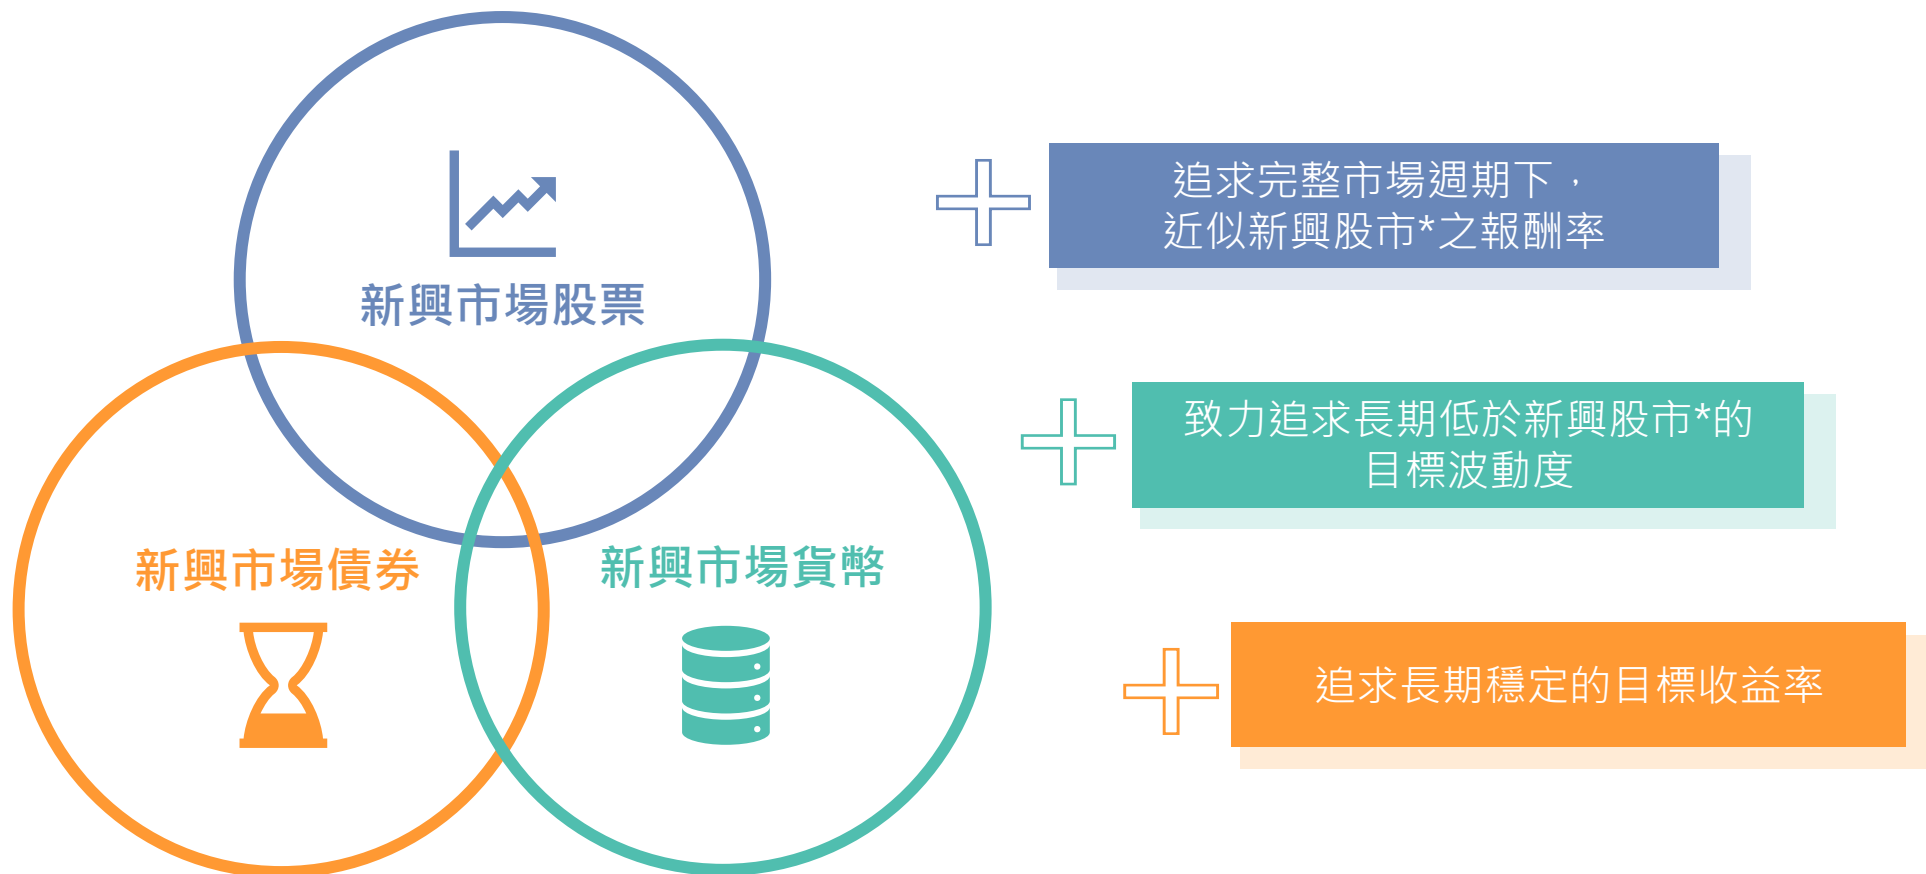 新興市場股票
新興市場債券
新興市場貨幣
追求完整市場週期下，
近似新興股市*之報酬率
致力追求長期低於新興股市*的
目標波動度
追求長期穩定的目標收益率